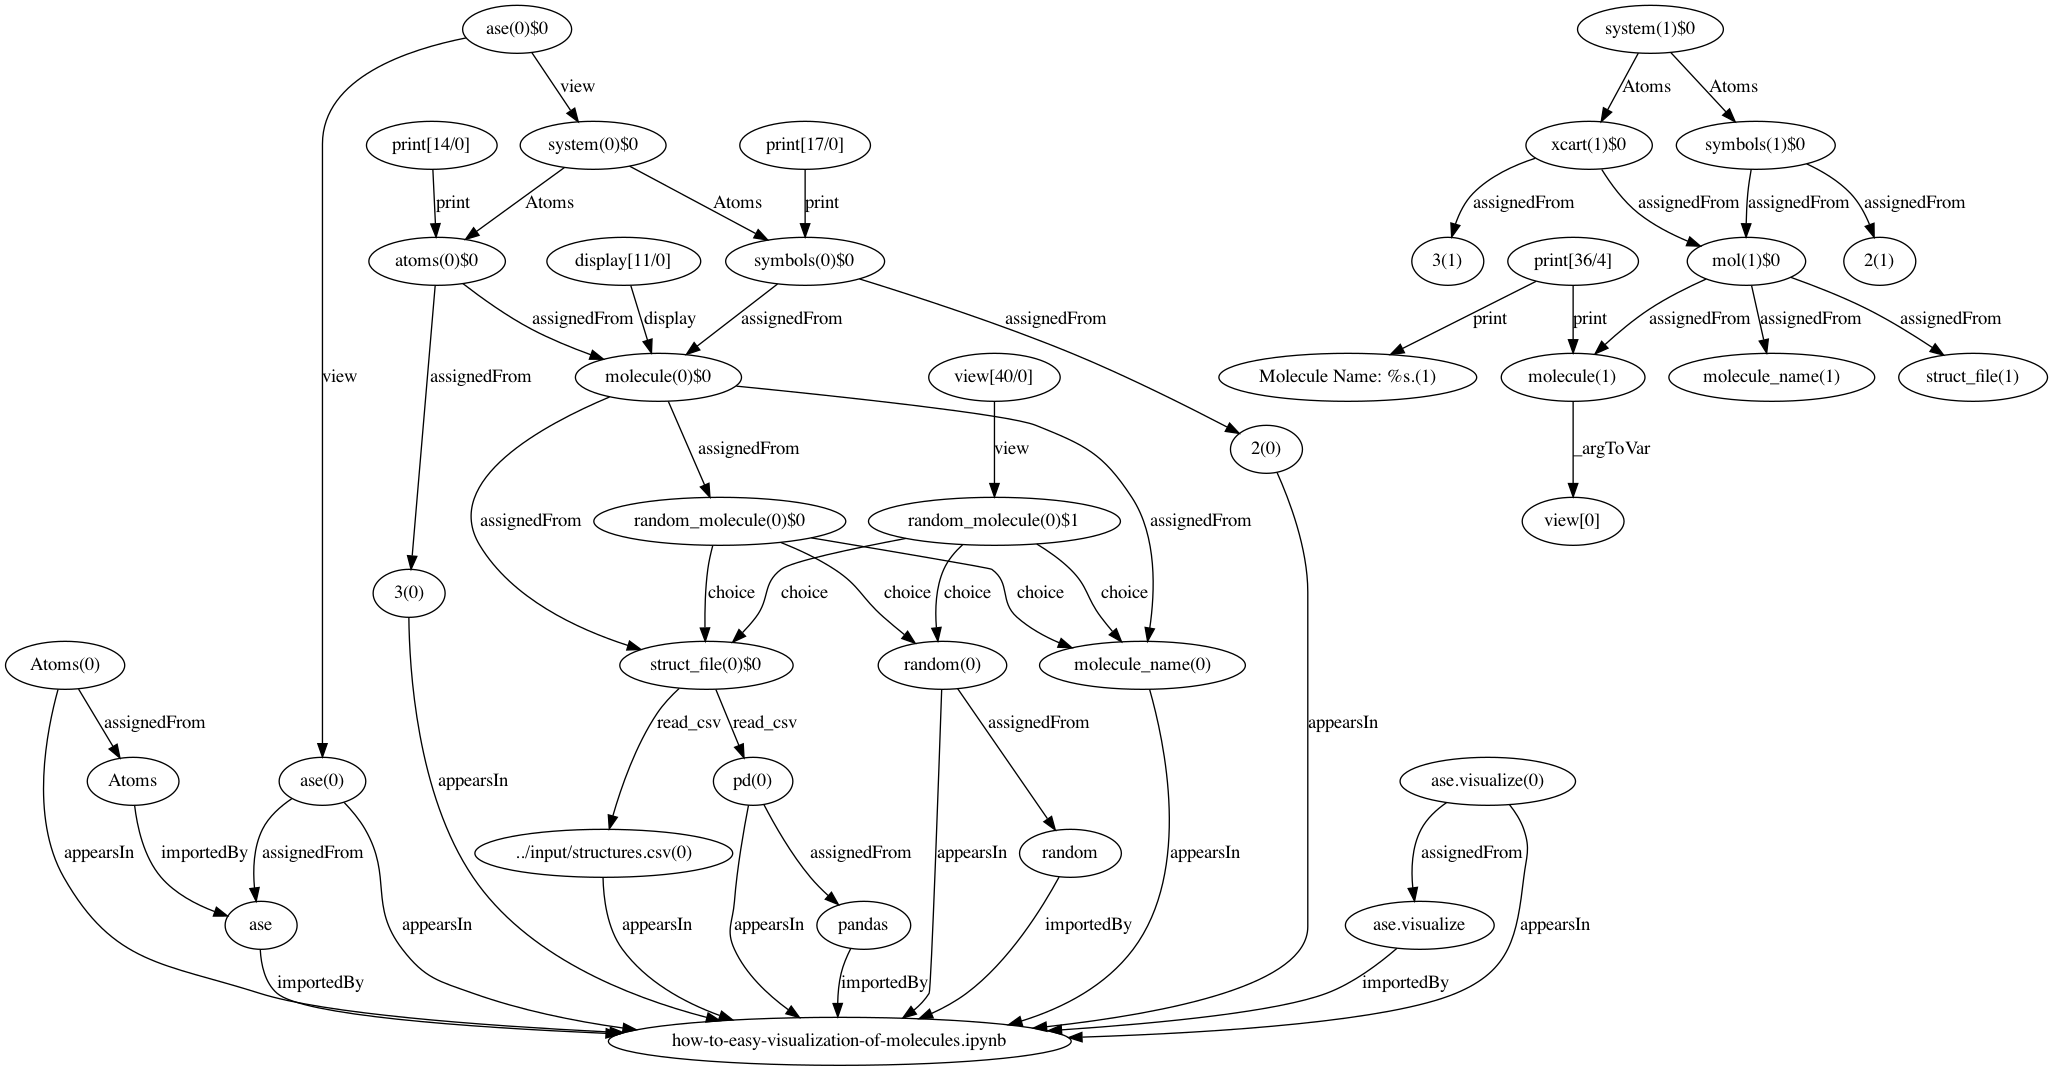 ase(0)$0
system(1)$0
view
Atoms
Atoms
print[14/0]
system(0)$0
print[17/0]
xcart(1)$0
symbols(1)$0
print
Atoms
Atoms
print
assignedFrom
assignedFrom
assignedFrom
assignedFrom
atoms(0)$0
display[11/0]
symbols(0)$0
3(1)
print[36/4]
mol(1)$0
2(1)
assignedFrom
display
assignedFrom
assignedFrom
print
print
assignedFrom
assignedFrom
assignedFrom
view
assignedFrom
molecule(0)$0
view[40/0]
Molecule Name: %s.(1)
molecule(1)
molecule_name(1)
struct_file(1)
assignedFrom
view
2(0)
_argToVar
assignedFrom
random_molecule(0)$0
random_molecule(0)$1
assignedFrom
view[0]
3(0)
choice
choice
choice
choice
choice
choice
Atoms(0)
struct_file(0)$0
random(0)
molecule_name(0)
assignedFrom
read_csv
read_csv
assignedFrom
appearsIn
Atoms
ase(0)
appearsIn
pd(0)
ase.visualize(0)
appearsIn
importedBy
assignedFrom
../input/structures.csv(0)
assignedFrom
appearsIn
random
appearsIn
assignedFrom
ase
appearsIn
appearsIn
appearsIn
pandas
importedBy
ase.visualize
appearsIn
importedBy
importedBy
importedBy
how-to-easy-visualization-of-molecules.ipynb